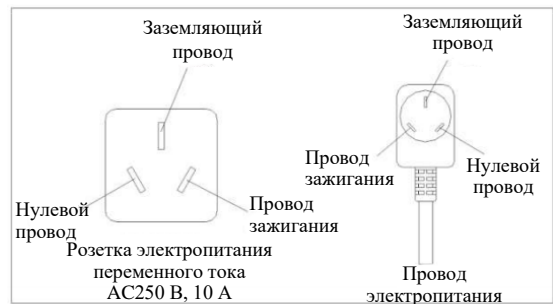 Заземляющий
провод
Нулевой
провод
Провод
зажигания
Розетка электропитания
переменного тока
AC250 В, 10 А
Заземляющий
провод
Провод
зажигания
Нулевой
провод
Провод
электропитания